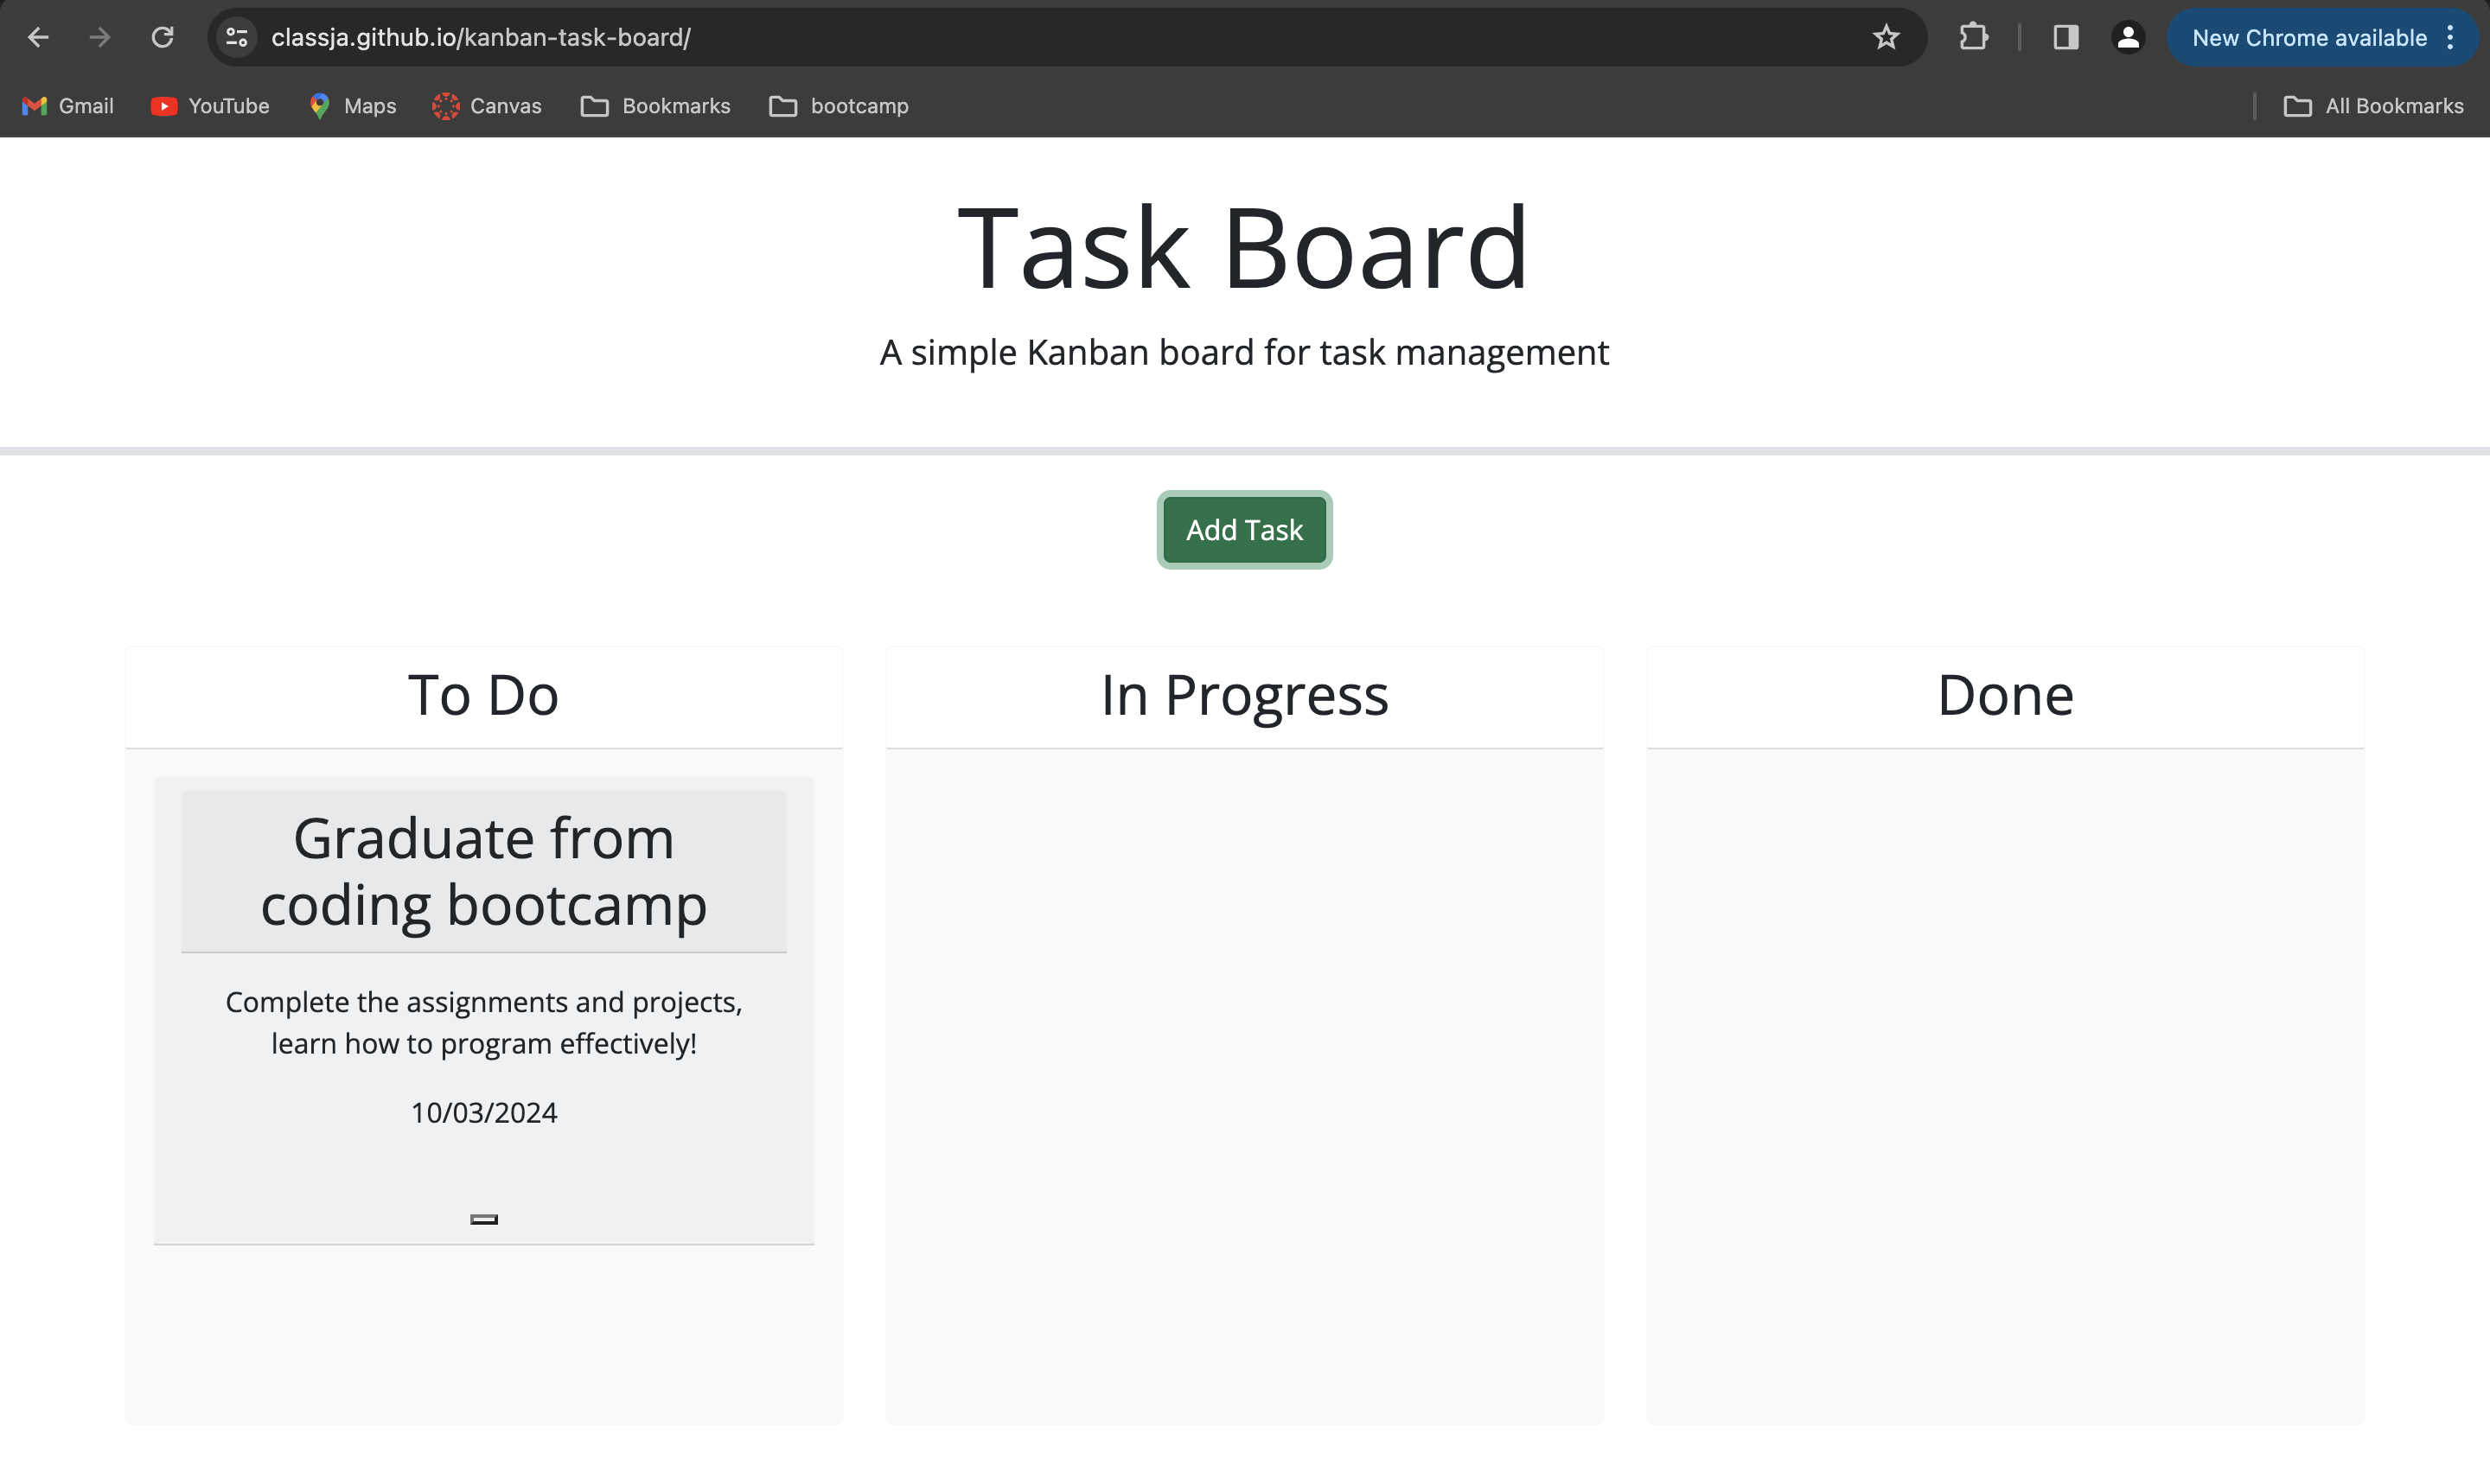 classja.github.io/kanban-task-board/
New Chrome available
Gmail
YouTube
Maps
Canvas
Bookmarks
bootcamp
All Bookmarks
Task Board
A simple Kanban board for task management
Add Task
To Do
In Progress
Done
Graduate from
coding bootcamp
Complete the assignments and projects,
learn how to program effectively!
10/03/2024